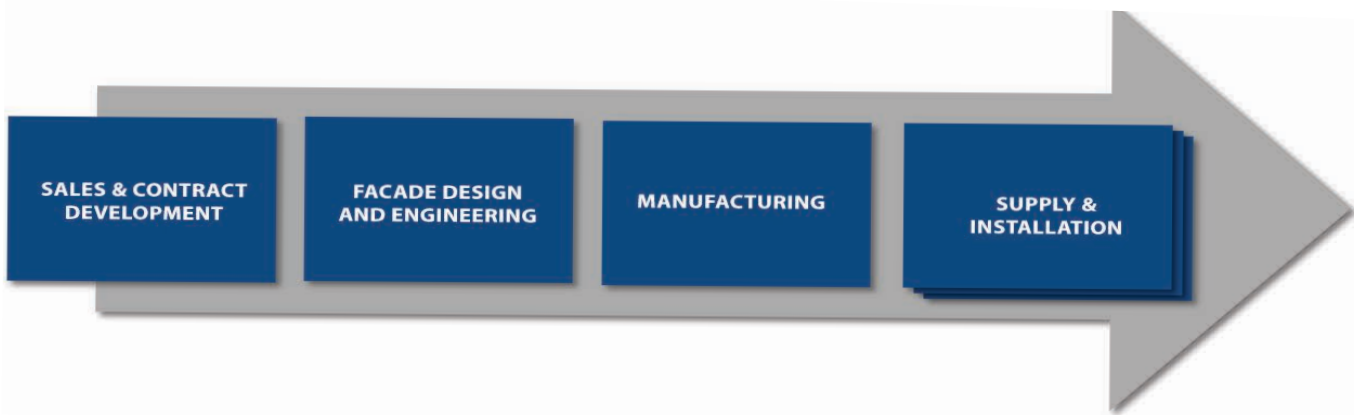 SALES & CONTRACT
DEVELOPMENT
FACADE DESIGN
AND ENGINEERING
MANUFACTURING
SUPPLY &
INSTALLATION